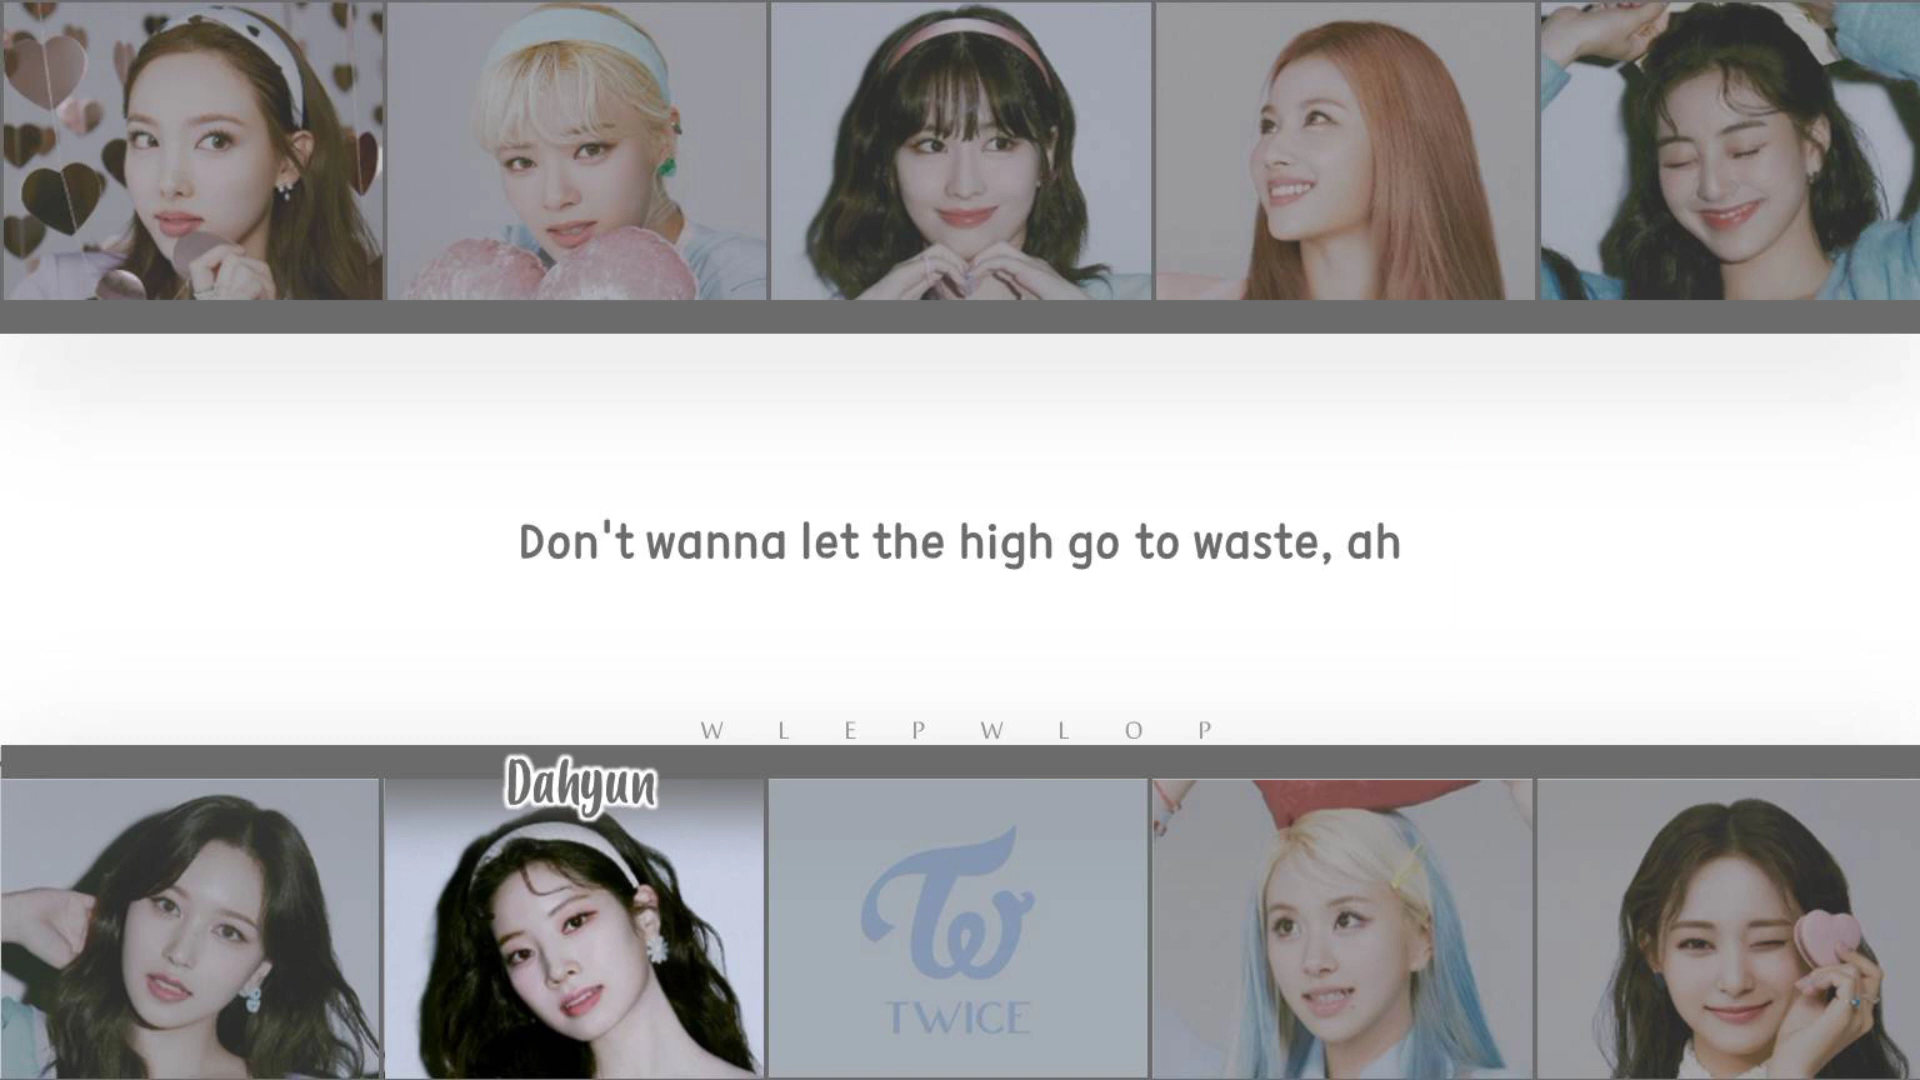 Don't wanna let the high go to waste, ah
W L E P W L O P
Dahyun
TWICE